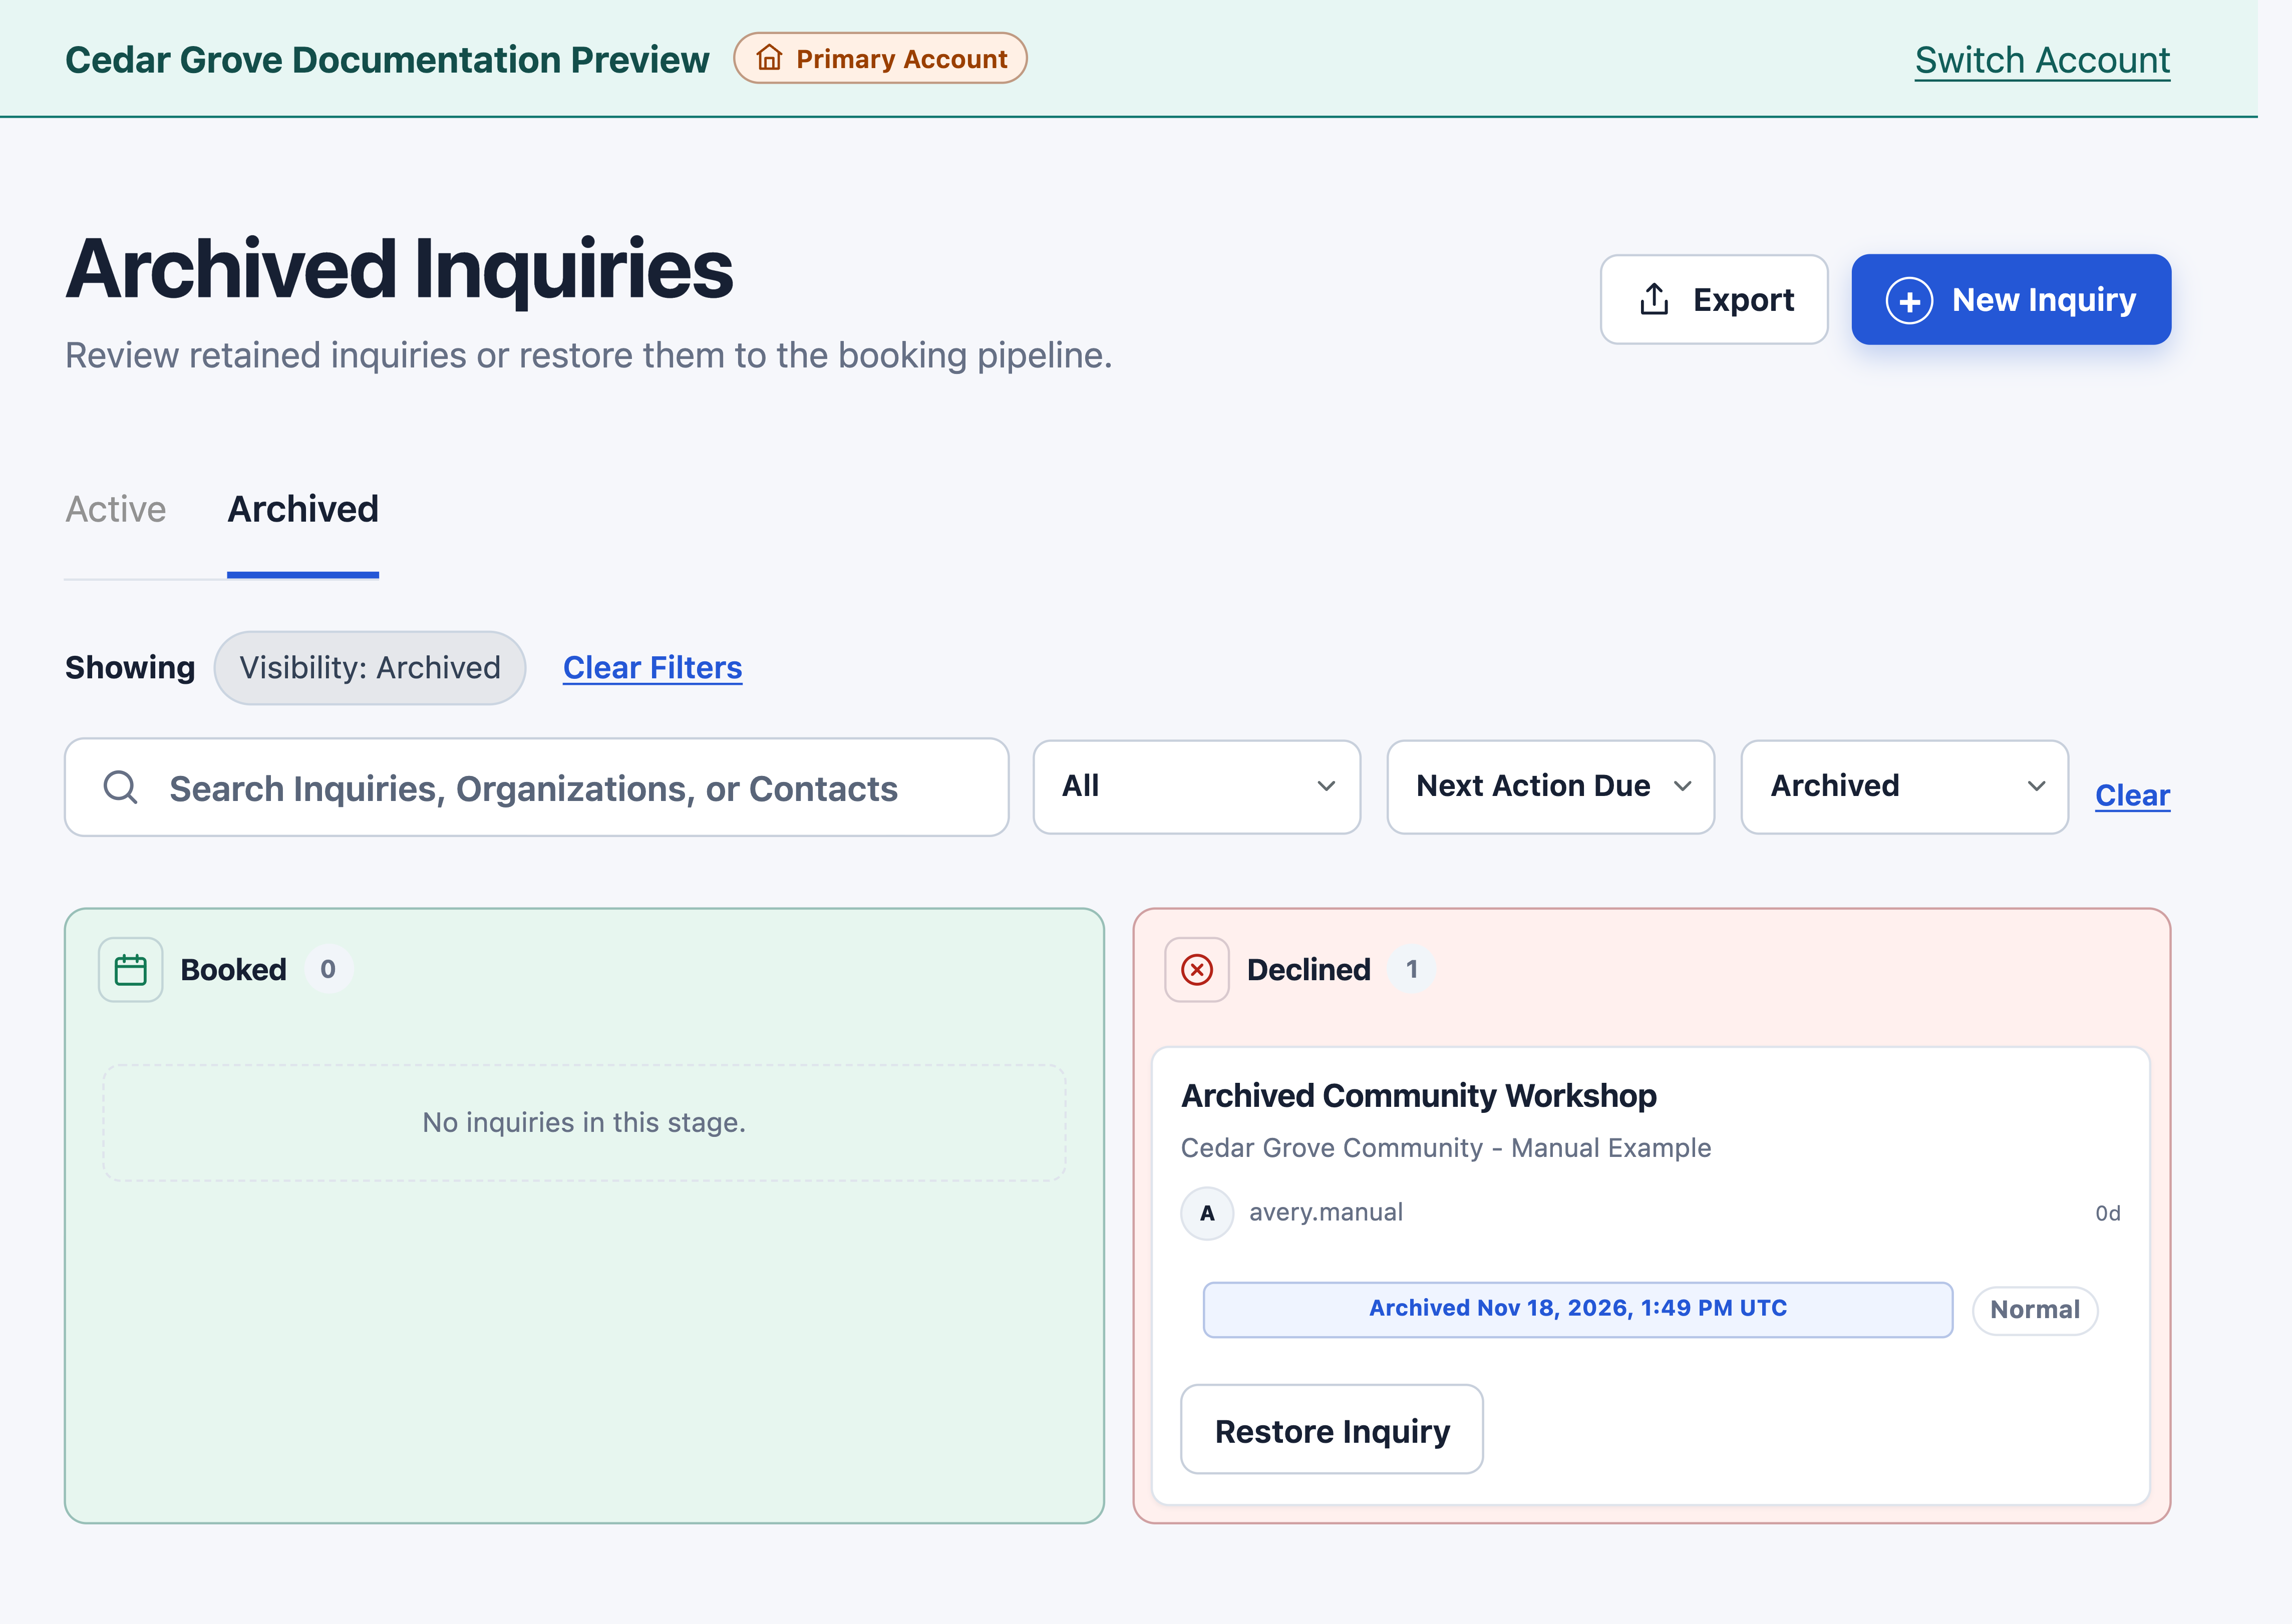 Cedar Grove Documentation Preview Primary Account Switch Account
Archived Inquiries
Review retained inquiries or restore them to the booking pipeline.
Export
New Inquiry
Active Archived
Showing Visibility: Archived Clear Filters
Search Inquiries, Organizations, or Contacts
All
Next Action Due
Archived
Clear
Booked 0
No inquiries in this stage.
Declined 1
Archived Community Workshop
Cedar Grove Community - Manual Example
A avery.manual 0d
Archived Nov 18, 2026, 1:49 PM UTC Normal
Restore Inquiry